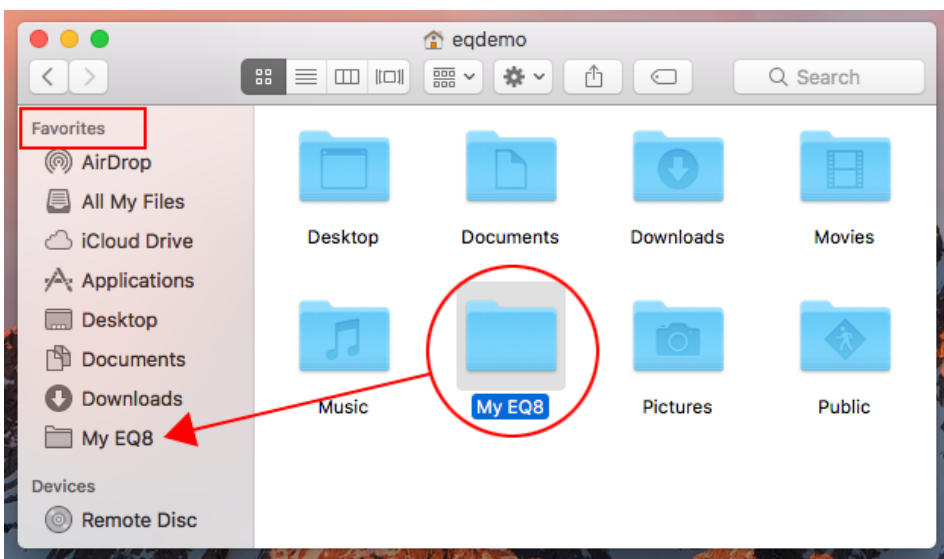 eqdemo
Search
Favorites
AirDrop
All My Files
iCloud Drive
Applications
Desktop
Documents
Downloads
My EQ8
Devices
Remote Disc
Desktop Documents Downloads Movies
Music My EQ8 Pictures Public